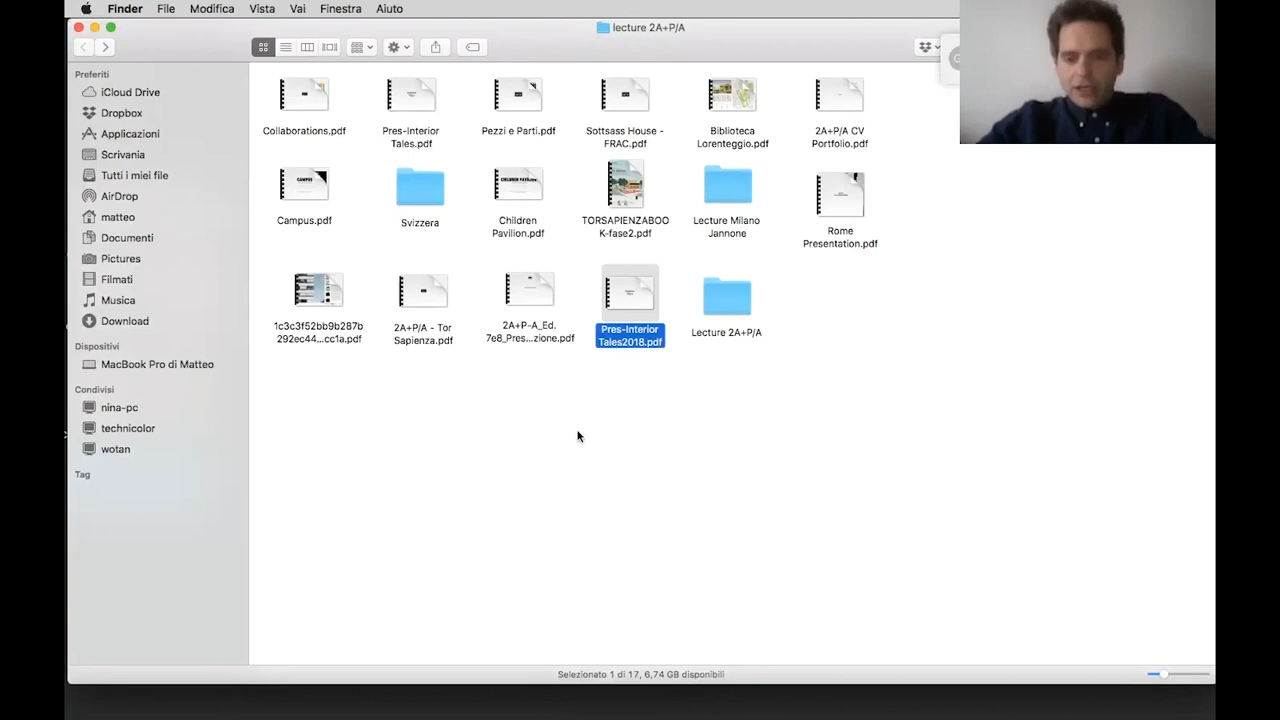 Finder File Modifica Vista Vai Finestra Aiuto
lecture 2A+P/A
Preferiti
iCloud Drive
Dropbox
Applicazioni
Scrivania
Tutti i miei file
AirDrop
matteo
Documenti
Pictures
Filmati
Musica
Download
Dispositivi
MacBook Pro di Matteo
Condivisi
nina-pc
technicolor
wotan
Tag
Collaborations.pdf
Pres-Interior
Tales.pdf
Pezzi e Parti.pdf
Sottsass House -
FRAC.pdf
Biblioteca
Lorenteggio.pdf
2A+P/A CV
Portfolio.pdf
CAMPUS
Campus.pdf
Svizzera
CHILDREN PAVILION
Children
Pavilion.pdf
TORSAPIENZABOO
K-fase2.pdf
Lecture Milano
Jannone
Rome
Presentation.pdf
1c3c3f52bb9b287b
292ec44...cc1a.pdf
2A+P/A - Tor
Sapienza.pdf
2A+P-A_Ed.
7e8_Pres...zione.pdf
Pres-Interior
Tales2018.pdf
Lecture 2A+P/A
Selezionato 1 di 17, 6,74 GB disponibili